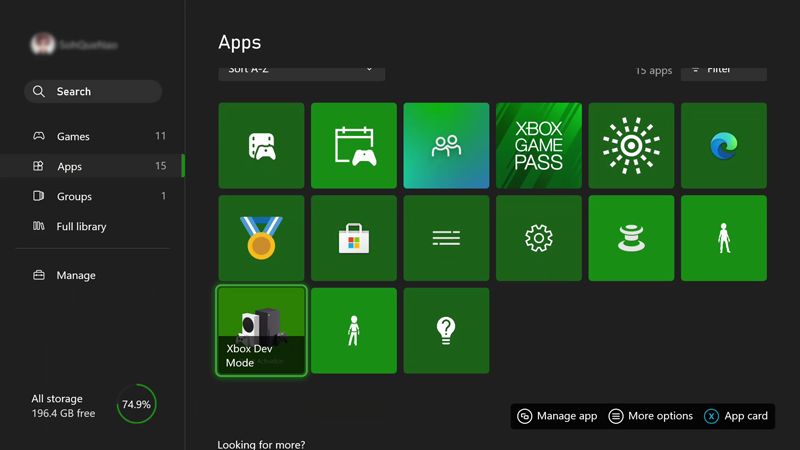 Apps
Search
Games 11
Apps 15
Groups 1
Full library
Manage
All storage
196.4 GB free
74.9%
Sort A-Z
15 apps
Filter
XBOX
GAME
PASS
Xbox Dev
Mode
Manage app
More options
X
App card
Looking for more?